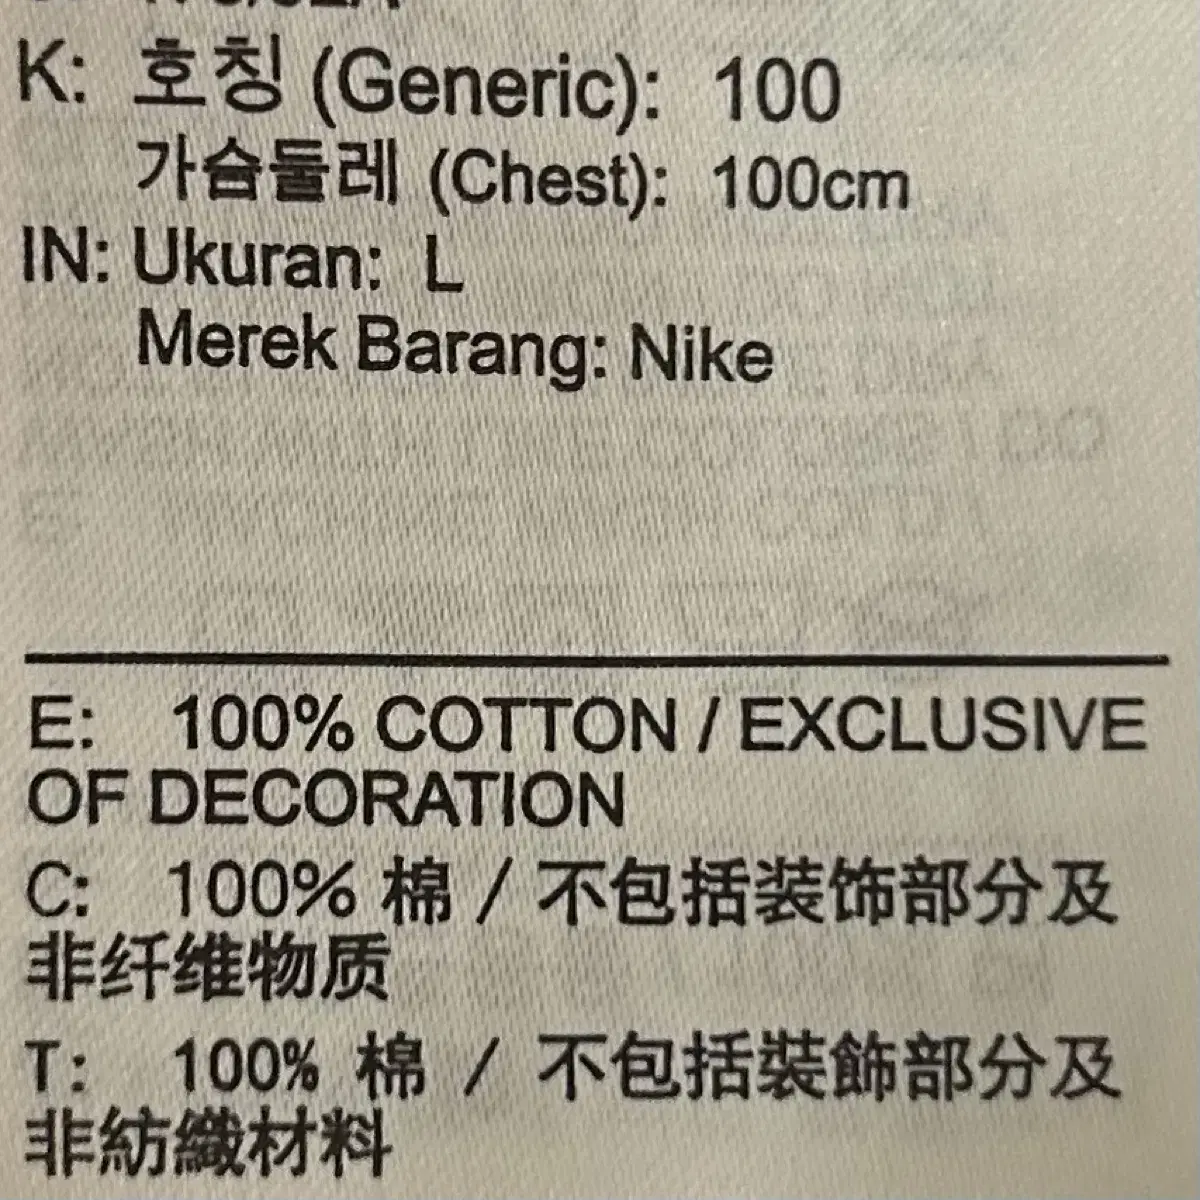 K: 호칭 (Generic): 100
가슴둘레 (Chest): 100cm
IN: Ukuran: L
Merek Barang: Nike
E: 100% COTTON / EXCLUSIVE
OF DECORATION
C: 100% 棉 / 不包括装饰部分及
非纤维物质
T: 100% 棉 / 不包括裝飾部分及
非紡織材料